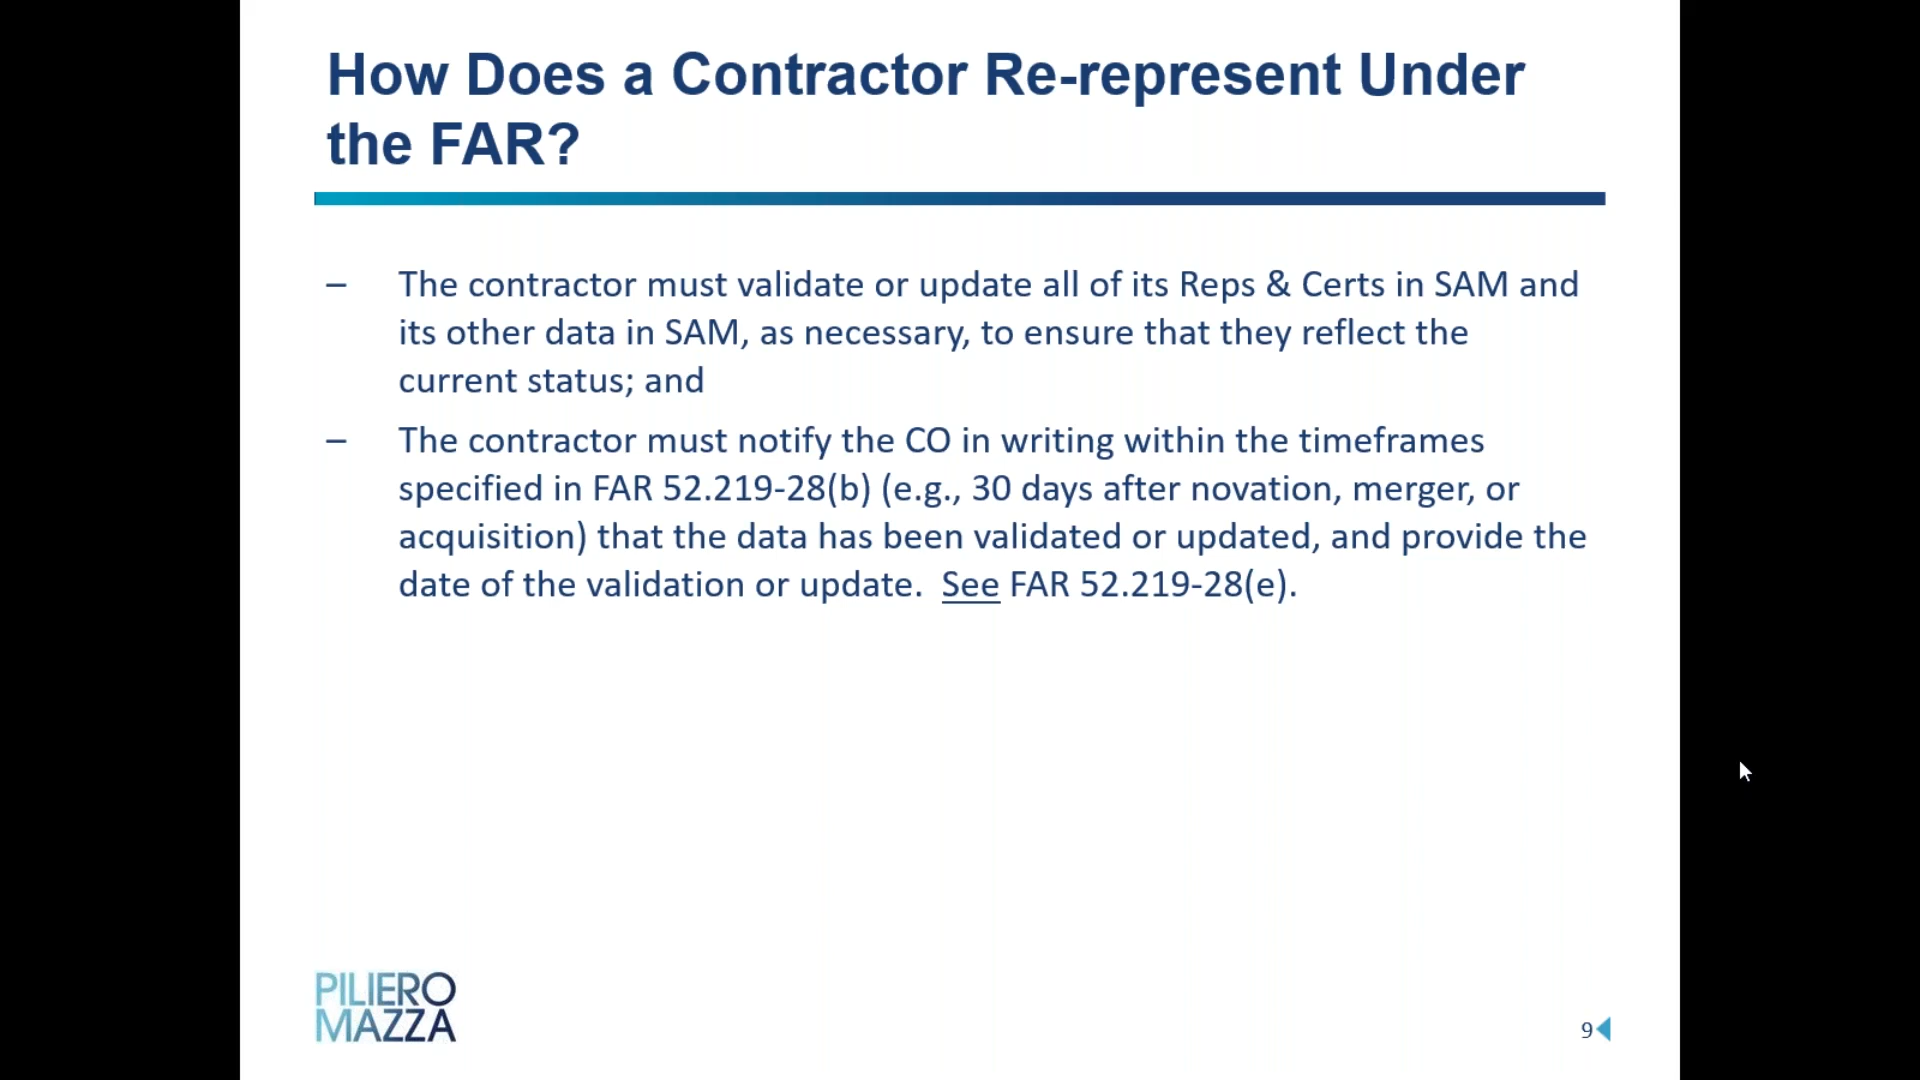 How Does a Contractor Re-represent Under
the FAR?
– The contractor must validate or update all of its Reps & Certs in SAM and
its other data in SAM, as necessary, to ensure that they reflect the
current status; and
– The contractor must notify the CO in writing within the timeframes
specified in FAR 52.219-28(b) (e.g., 30 days after novation, merger, or
acquisition) that the data has been validated or updated, and provide the
date of the validation or update.  See FAR 52.219-28(e).
PILIERO
MAZZA
9